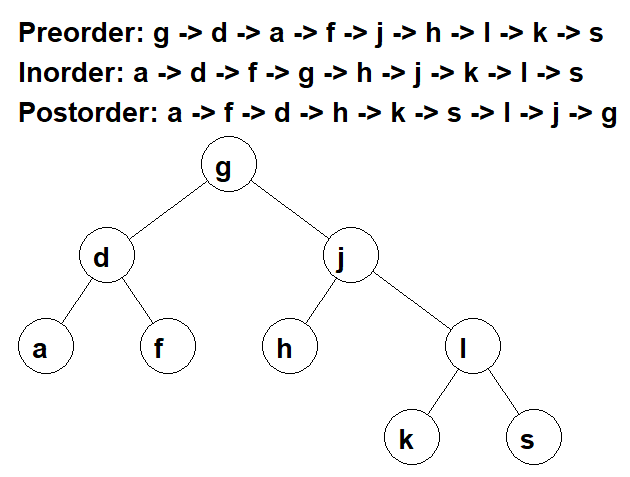 Preorder: g -> d -> a -> f -> j -> h -> l -> k -> s
Inorder: a -> d -> f -> g -> h -> j -> k -> l -> s
Postorder: a -> f -> d -> h -> k -> s -> l -> j -> g
g
d j
a f h l
k s